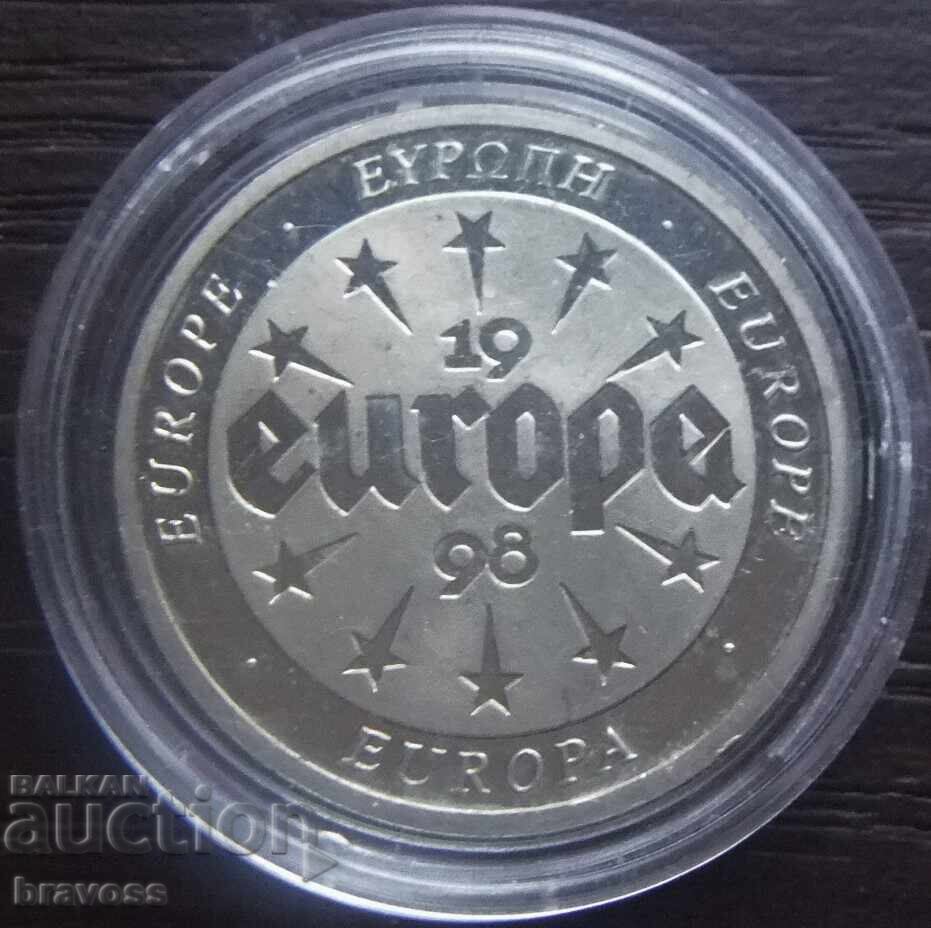 ΕΥΡΩΠΗ
EUROPE
EUROPE
19
europa
98
EUROPA
BALKAN
auction
bravoss